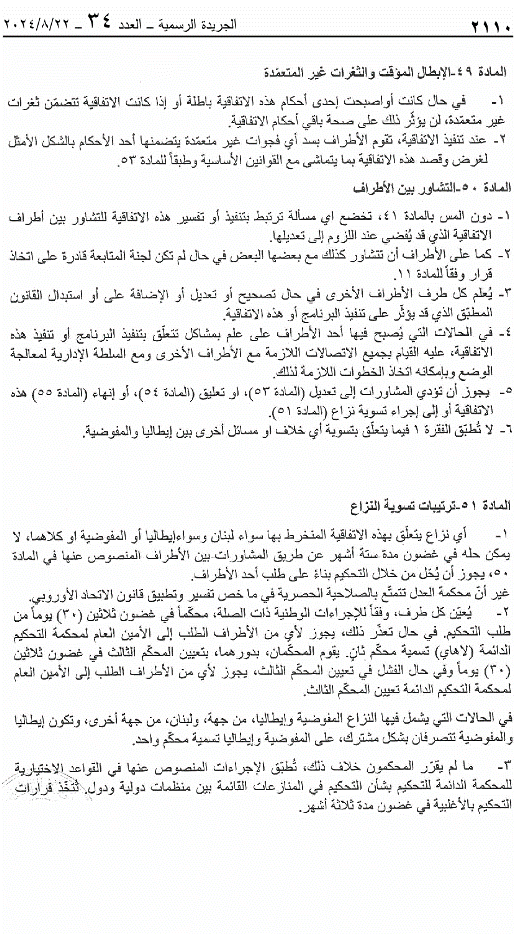 ٢١١٠ الجريدة الرسمية – العدد ٣٤ – ٢٠٢٤/٨/٢٢
المادة ٤٩-الإبطال المؤقت والثغرات غير المتعمّدة
١- في حال كانت أو اصبحت إحدى أحكام هذه الاتفاقية باطلة أو إذا كانت الاتفاقية تتضمّن ثغرات
غير متعمّدة، لن يؤثّر ذلك على صحة باقي أحكام الاتفاقية.
٢- عند تنفيذ الاتفاقية، تقوم الأطراف بسد أي فجوات غير متعمّدة يتضمنها أحد الأحكام بالشكل الأمثل
لغرض وقصد هذه الاتفاقية بما يتماشى مع القوانين الأساسية وطبقاً للمادة ٥٣.
المادة ٥٠-التشاور بين الأطراف
١- دون المس بالمادة ٤١، تخضع اي مسألة ترتبط بتنفيذ أو تفسير هذه الاتفاقية للتشاور بين أطراف
الاتفاقية الذي قد يُفضي عند اللزوم إلى تعديلها.
٢- كما على الأطراف أن تتشاور كذلك مع بعضها البعض في حال لم تكن لجنة المتابعة قادرة على اتخاذ
قرار وفقاً للمادة ١١.
٣- يُعلم كل طرف الأطراف الأخرى في حال تصحيح أو تعديل أو الإضافة على أو استبدال القانون
المطبّق الذي قد يؤثّر على تنفيذ البرنامج أو هذه الاتفاقية.
٤- في الحالات التي يُصبح فيها أحد الأطراف على علم بمشاكل تتعلّق بتنفيذ البرنامج أو تنفيذ هذه
الاتفاقية، عليه القيام بجميع الاتصالات اللازمة مع الأطراف الأخرى ومع السلطة الإدارية لمعالجة
الوضع وبإمكانه اتخاذ الخطوات اللازمة لذلك.
٥- يجوز أن تؤدي المشاورات إلى تعديل (المادة ٥٣)، او تعليق (المادة ٥٤)، أو إنهاء (المادة ٥٥) هذه
الاتفاقية أو إلى إجراء تسوية نزاع (المادة ٥١).
٦- لا تُطبّق الفقرة ١ فيما يتعلّق بتسوية أي خلاف او مسائل أخرى بين إيطاليا والمفوضية.
المادة ٥١-ترتيبات تسوية النزاع
١- أي نزاع يتعلّق بهذه الاتفاقية المنخرط بها سواء لبنان وسواء إيطاليا أو المفوضية او كلاهما، لا
يمكن حله في غضون مدة ستة أشهر عن طريق المشاورات بين الأطراف المنصوص عنها في المادة
٥٠، يجوز أن يُحَل من خلال التحكيم بناءً على طلب أحد الأطراف.
غير أنّ محكمة العدل تتمتّع بالصلاحية الحصرية في ما خص تفسير وتطبيق قانون الاتحاد الأوروبي.
٢- يُعيّن كل طرف، وفقاً للإجراءات الوطنية ذات الصلة، محكّماً في غضون ثلاثين (٣٠) يوماً من
طلب التحكيم. في حال تعذّر ذلك، يجوز لأي من الأطراف الطلب إلى الأمين العام لمحكمة التحكيم
الدائمة (لاهاي) تسمية محكّم ثانٍ. يقوم المحكّمان، بدورهما، بتعيين المحكّم الثالث في غضون ثلاثين
(٣٠) يوماً وفي حال الفشل في تعيين المحكّم الثالث، يجوز لأي من الأطراف الطلب إلى الأمين العام
لمحكمة التحكيم الدائمة تعيين المحكّم الثالث.
في الحالات التي يشمل فيها النزاع المفوضية وإيطاليا، من جهة، ولبنان، من جهة أخرى، وتكون إيطاليا
والمفوضية تتصرفان بشكل مشترك، على المفوضية وإيطاليا تسمية محكّم واحد.
٣- ما لم يقرّر المحكمون خلاف ذلك، تُطبّق الإجراءات المنصوص عنها في القواعد الاختيارية
للمحكمة الدائمة للتحكيم بشأن التحكيم في المنازعات القائمة بين منظمات دولية ودول. تُتخّذ قرارات
التحكيم بالأغلبية في غضون مدة ثلاثة أشهر.